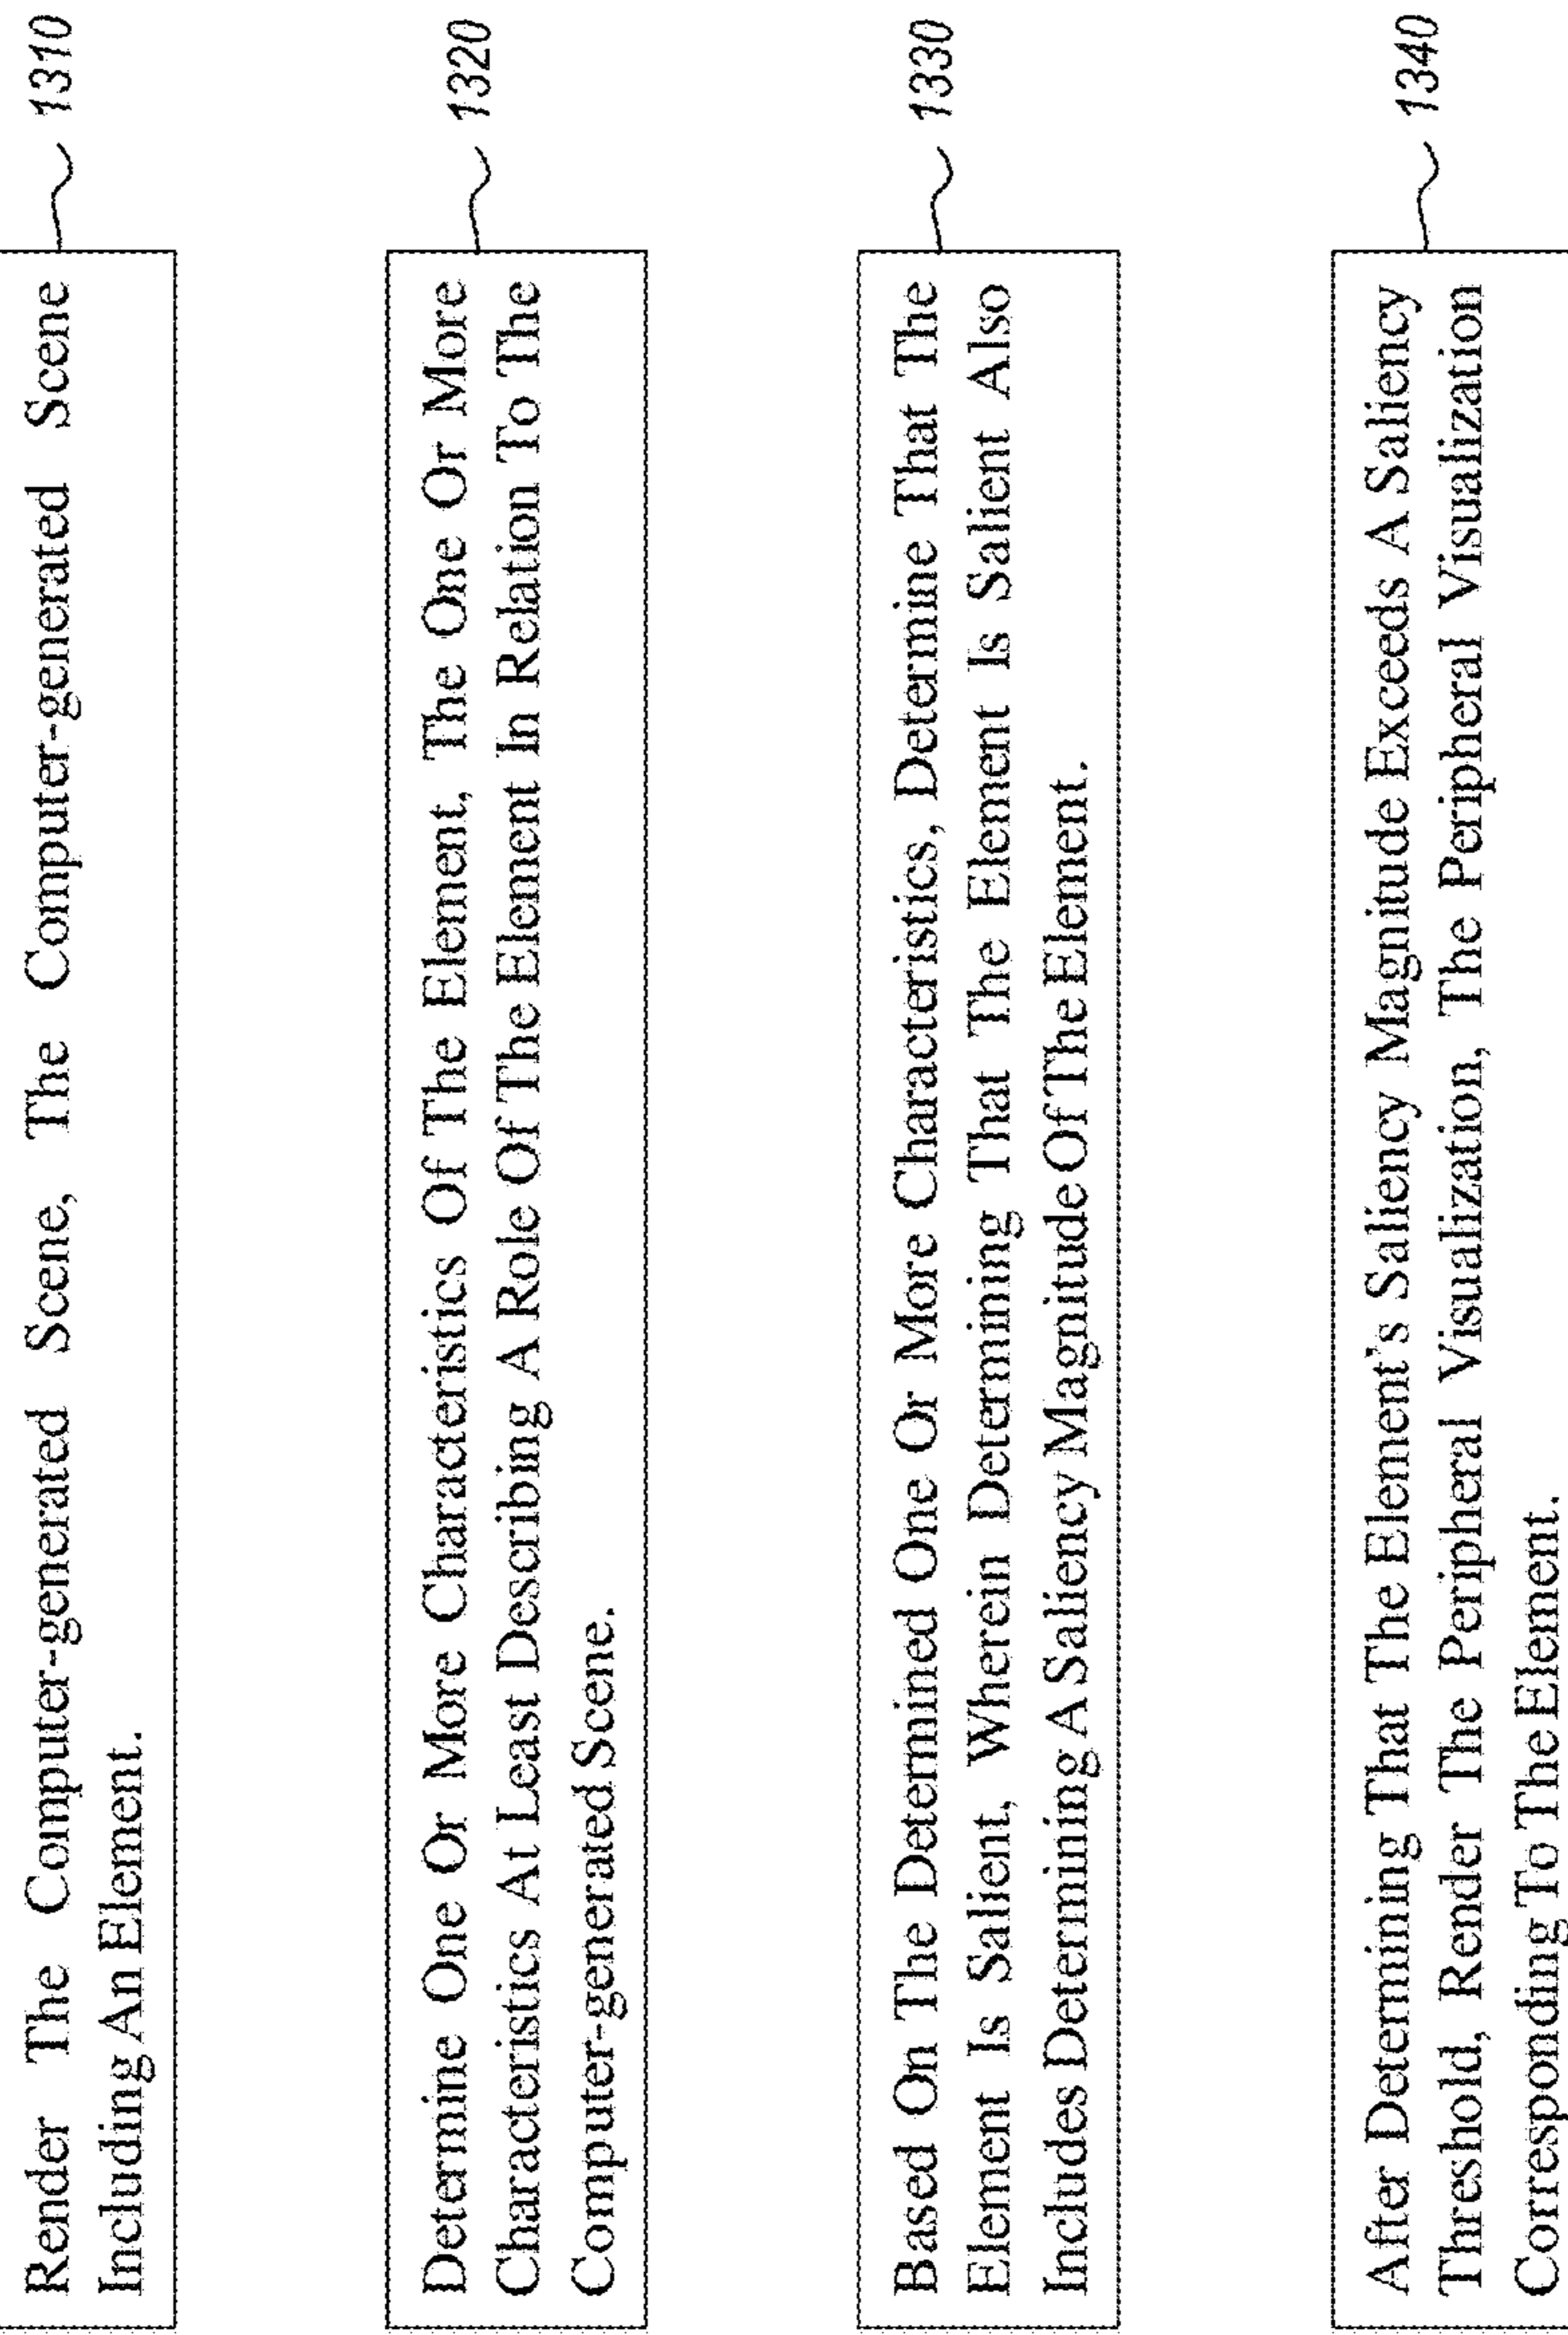 Render The Computer-generated Scene, The Computer-generated Scene
Including An Element.
1310
Determine One Or More Characteristics Of The Element, The One Or More
Characteristics At Least Describing A Role Of The Element In Relation To The
Computer-generated Scene.
1320
Based On The Determined One Or More Characteristics, Determine That The
Element Is Salient, Wherein Determining That The Element Is Salient Also
Includes Determining A Saliency Magnitude Of The Element.
1330
After Determining That The Element's Saliency Magnitude Exceeds A Saliency
Threshold, Render The Peripheral Visualization, The Peripheral Visualization
Corresponding To The Element.
1340